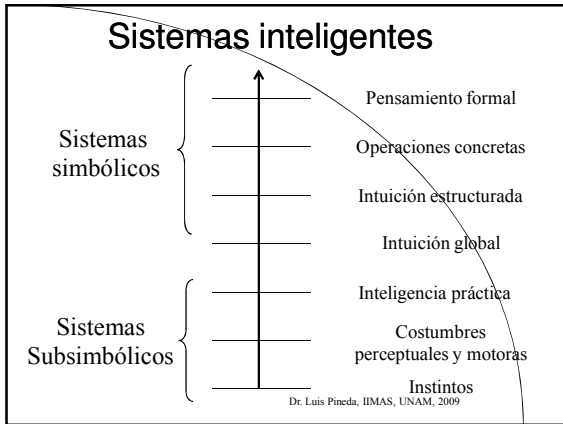 Sistemas inteligentes
Pensamiento formal
Sistemas
simbólicos
Operaciones concretas
Intuición estructurada
Intuición global
Inteligencia práctica
Sistemas
Subsimbólicos
Costumbres
perceptuales y motoras
Instintos
Dr. Luis Pineda, IIMAS, UNAM, 2009